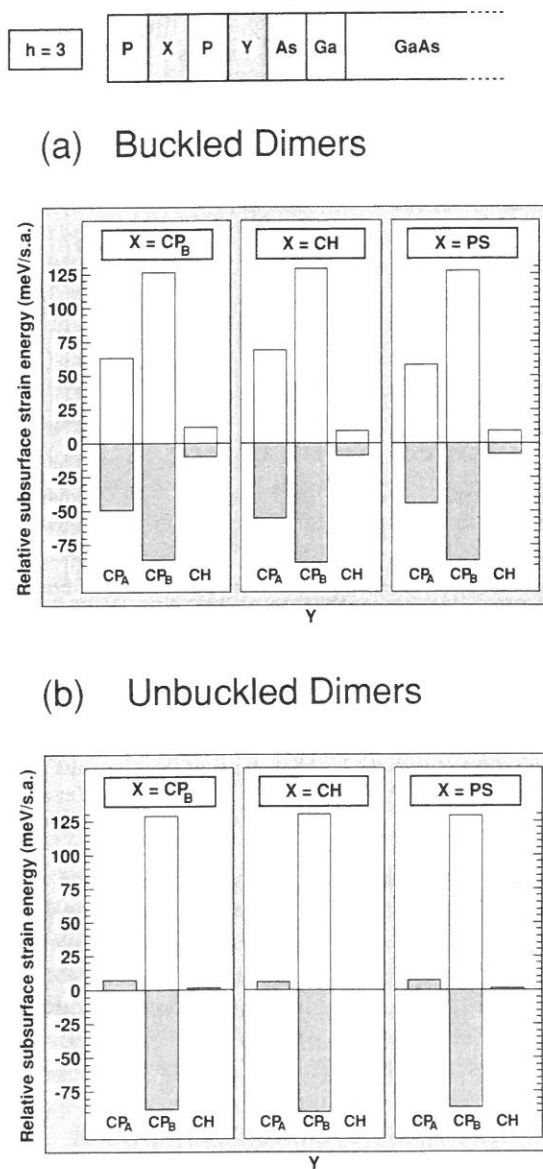 h = 3 P X P Y As Ga GaAs
(a) Buckled Dimers
Relative subsurface strain energy (meV/s.a.)
X = CP_B X = CH X = PS
125
100
75
50
25
0
-25
-50
-75
CP_A CP_B CH CP_A CP_B CH CP_A CP_B CH
Y
(b) Unbuckled Dimers
Relative subsurface strain energy (meV/s.a.)
X = CP_B X = CH X = PS
125
100
75
50
25
0
-25
-50
-75
CP_A CP_B CH CP_A CP_B CH CP_A CP_B CH
Y